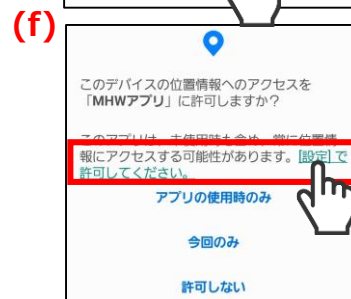 (f)
このデバイスの位置情報へのアクセスを
「MHWアプリ」に許可しますか？
このアプリは、未使用時も含め、常に位置情
報にアクセスする可能性があります。[設定] で
許可してください。
アプリの使用時のみ
今回のみ
許可しない